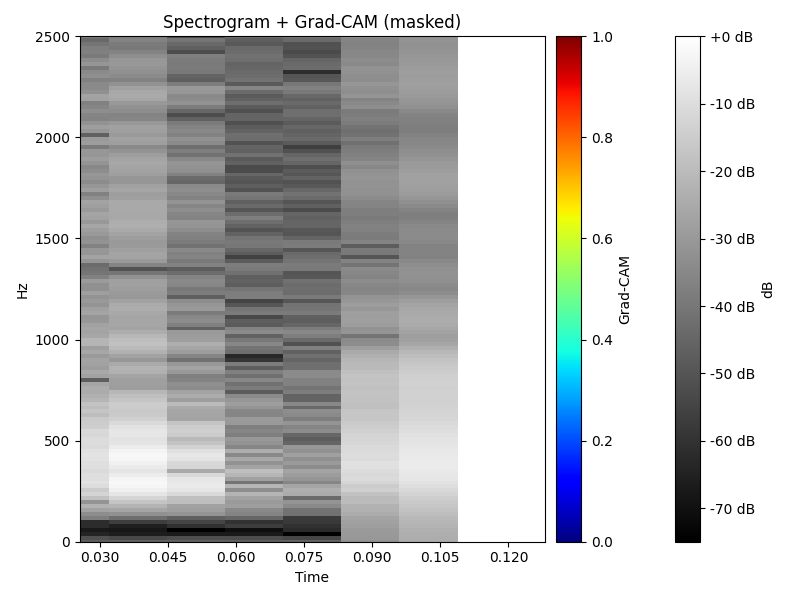 Spectrogram + Grad-CAM (masked)
2500
2000
1500
1000
500
0
Hz
0.030 0.045 0.060 0.075 0.090 0.105 0.120
Time
1.0
0.8
0.6
0.4
0.2
0.0
Grad-CAM
+0 dB
-10 dB
-20 dB
-30 dB
-40 dB
-50 dB
-60 dB
-70 dB
dB